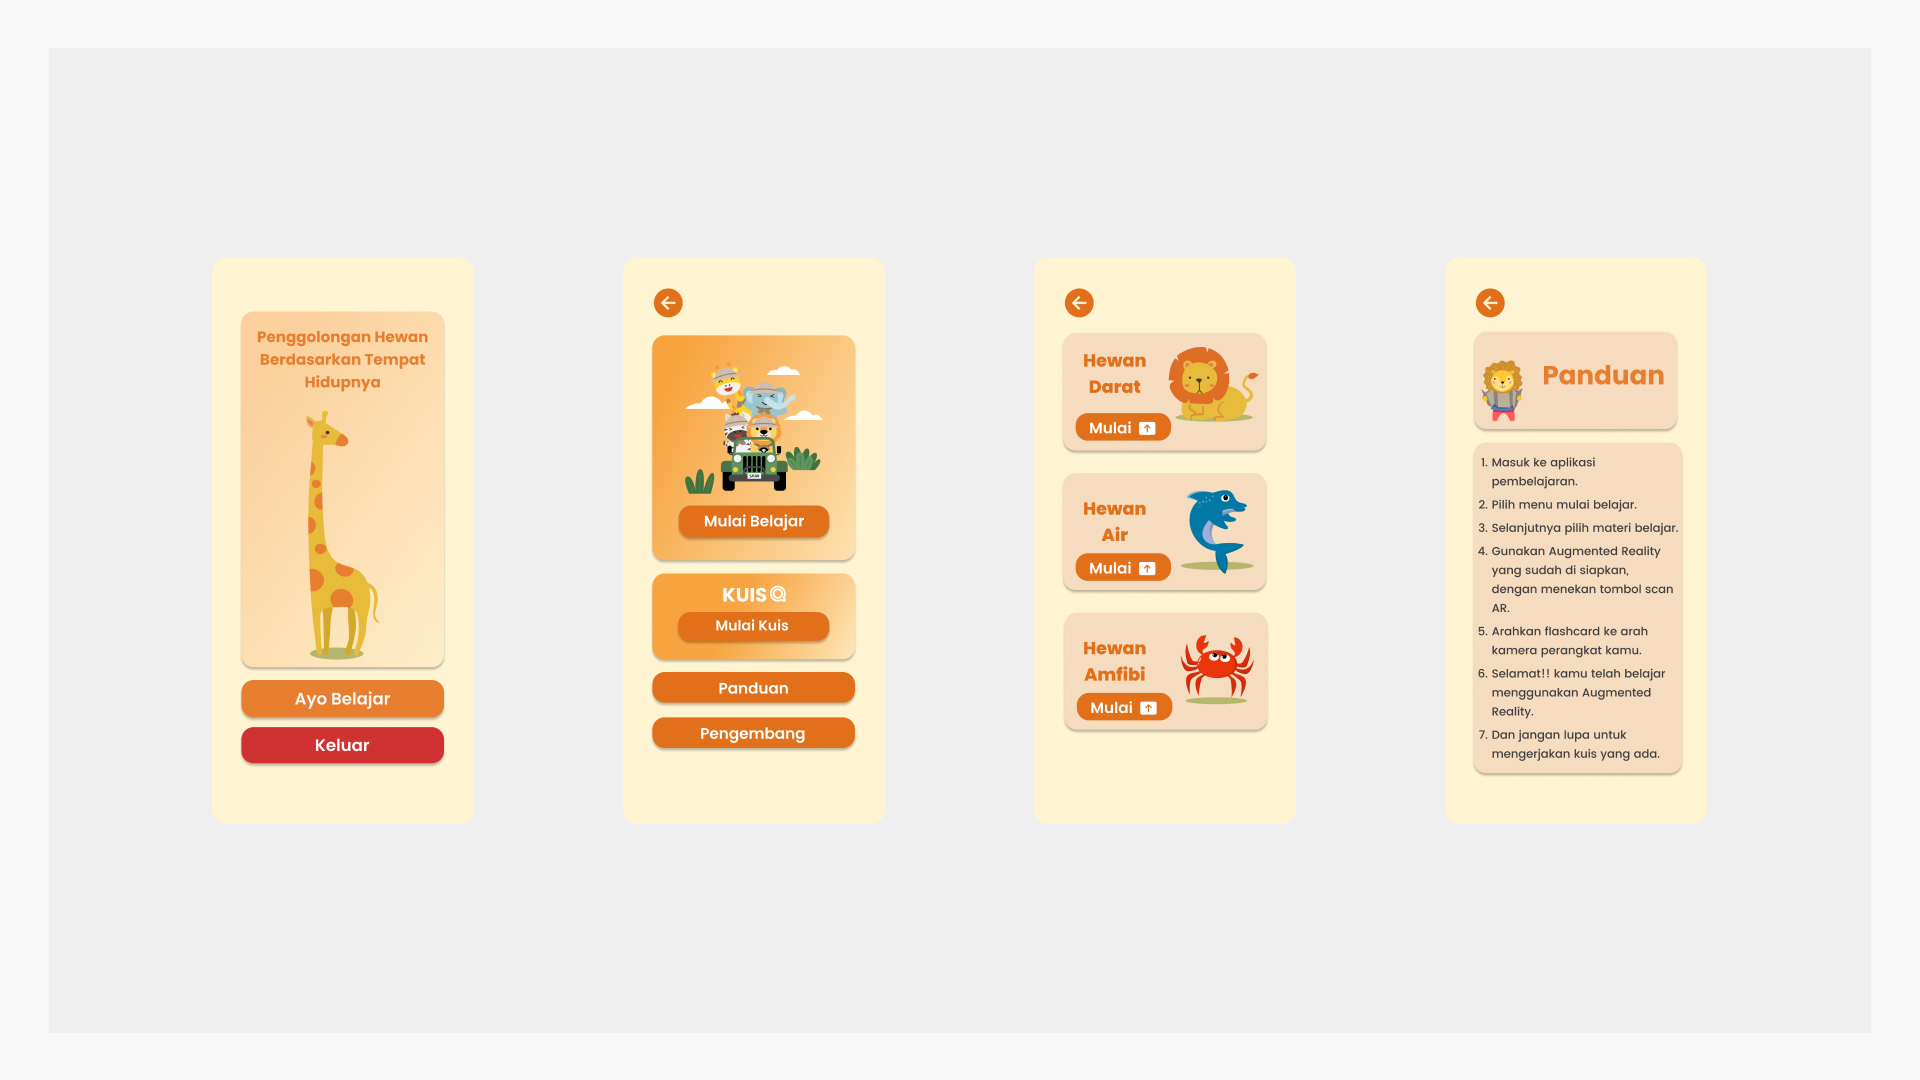 Penggolongan Hewan
Berdasarkan Tempat
Hidupnya
Ayo Belajar
Keluar
Mulai Belajar
KUIS
Mulai Kuis
Panduan
Pengembang
Hewan
Darat
Mulai
Hewan
Air
Mulai
Hewan
Amfibi
Mulai
Panduan
1. Masuk ke aplikasi
pembelajaran.
2. Pilih menu mulai belajar.
3. Selanjutnya pilih materi belajar.
4. Gunakan Augmented Reality
yang sudah di siapkan,
dengan menekan tombol scan
AR.
5. Arahkan flashcard ke arah
kamera perangkat kamu.
6. Selamat!! kamu telah belajar
menggunakan Augmented
Reality.
7. Dan jangan lupa untuk
mengerjakan kuis yang ada.